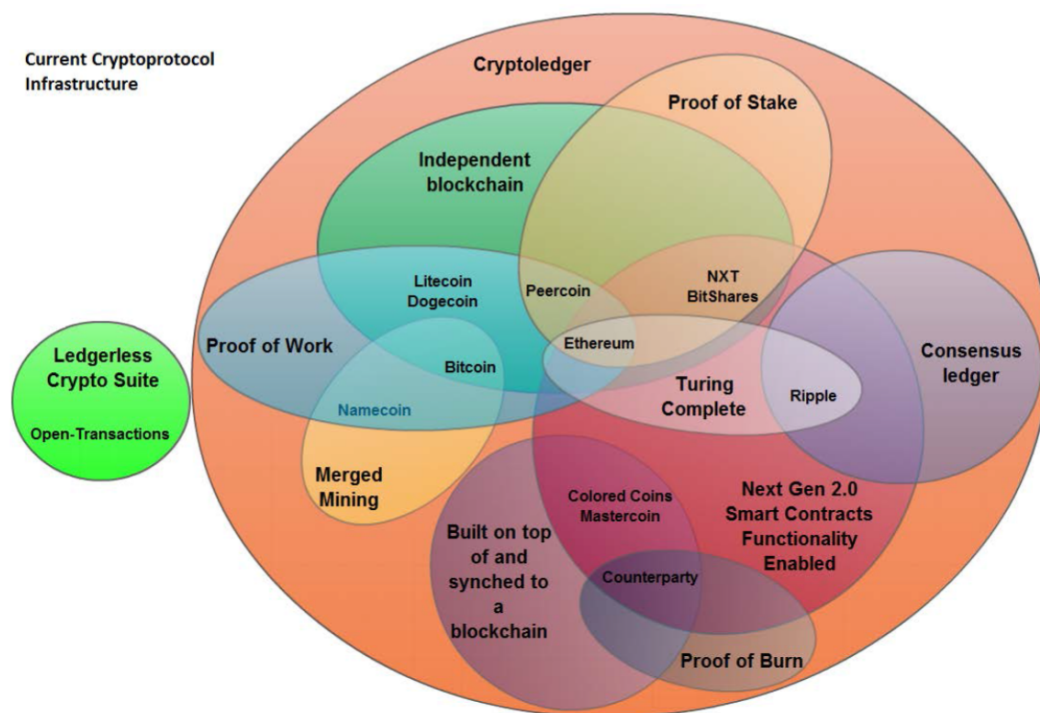 Current Cryptoprotocol
Infrastructure
Cryptoledger
Proof of Stake
Independent
blockchain
Litecoin
Dogecoin
Peercoin
NXT
BitShares
Proof of Work
Ethereum
Bitcoin
Namecoin
Turing
Complete
Ripple
Consensus
ledger
Ledgerless
Crypto Suite
Open-Transactions
Merged
Mining
Colored Coins
Mastercoin
Next Gen 2.0
Smart Contracts
Functionality
Enabled
Built on top
of and
synched to
a
blockchain
Counterparty
Proof of Burn